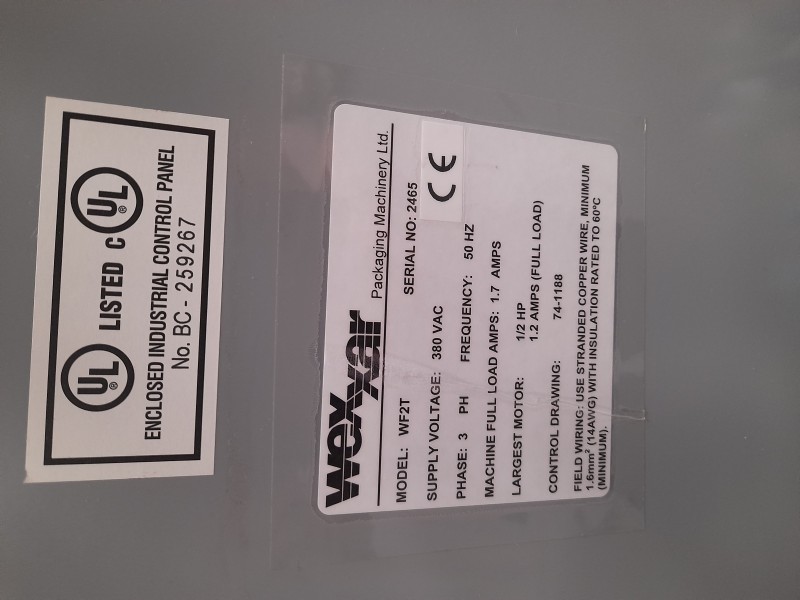 UL LISTED C UL ®
ENCLOSED INDUSTRIAL CONTROL PANEL
No. BC - 259267
wexxar Packaging Machinery Ltd.
MODEL: WF2T SERIAL NO: 2465
CE
SUPPLY VOLTAGE: 380 VAC
PHASE: 3 PH FREQUENCY: 50 HZ
MACHINE FULL LOAD AMPS: 1.7 AMPS
LARGEST MOTOR: 1/2 HP
1.2 AMPS (FULL LOAD)
CONTROL DRAWING: 74-1188
FIELD WIRING: USE STRANDED COPPER WIRE, MINIMUM
1.6mm² (14AWG) WITH INSULATION RATED TO 60ºC
(MINIMUM).